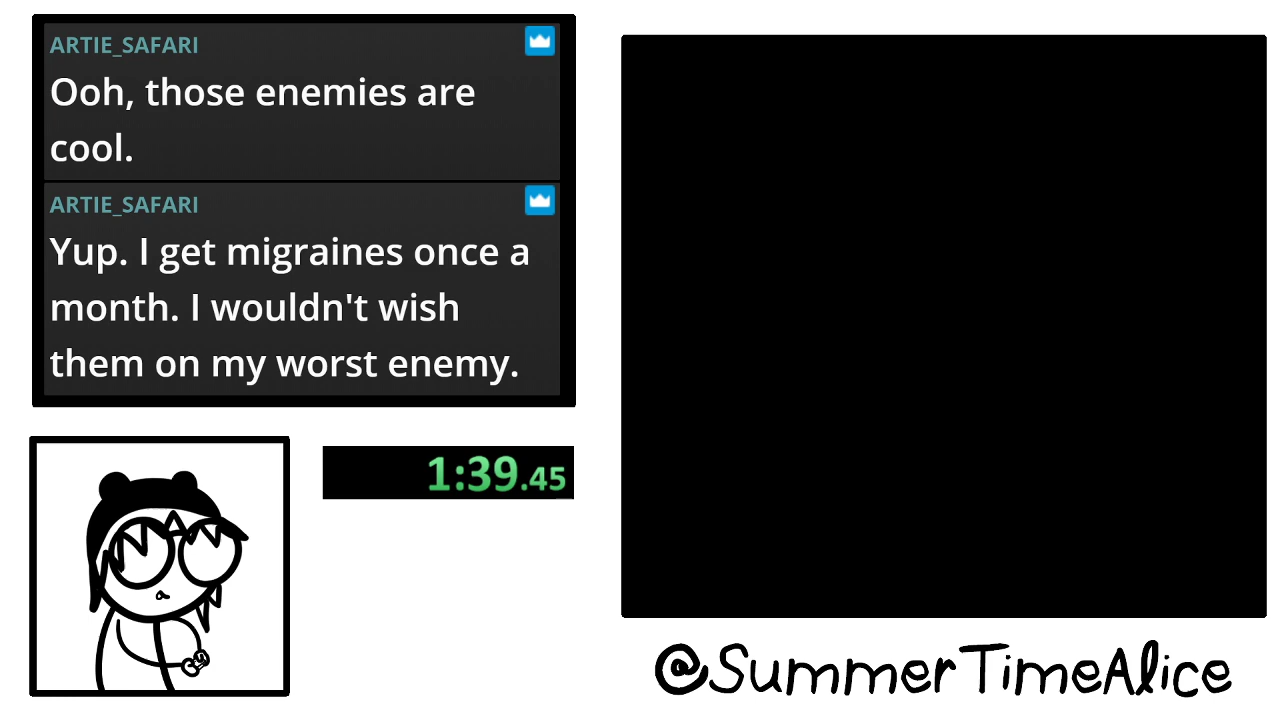 ARTIE_SAFARI
Ooh, those enemies are
cool.
ARTIE_SAFARI
Yup. I get migraines once a
month. I wouldn't wish
them on my worst enemy.
1:39.45
@SummerTimeAlice